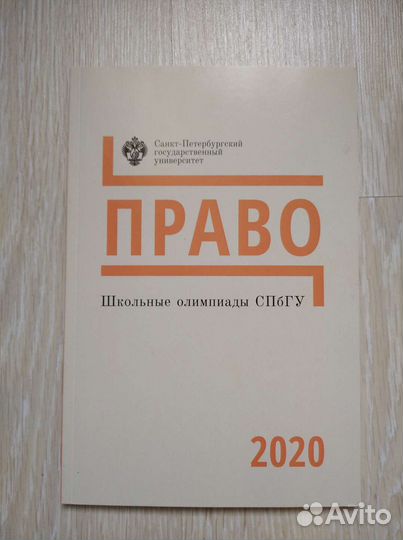 Санкт-Петербургский
государственный
университет
ПРАВО
Школьные олимпиады СПбГУ
2020
Avito